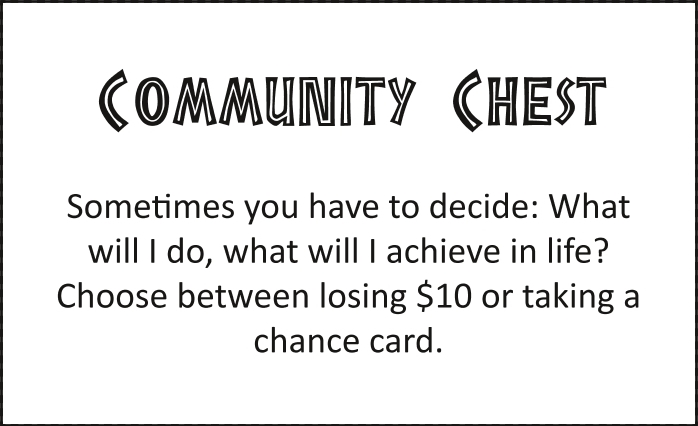 Community Chest
Sometimes you have to decide: What
will I do, what will I achieve in life?
Choose between losing $10 or taking a
chance card.